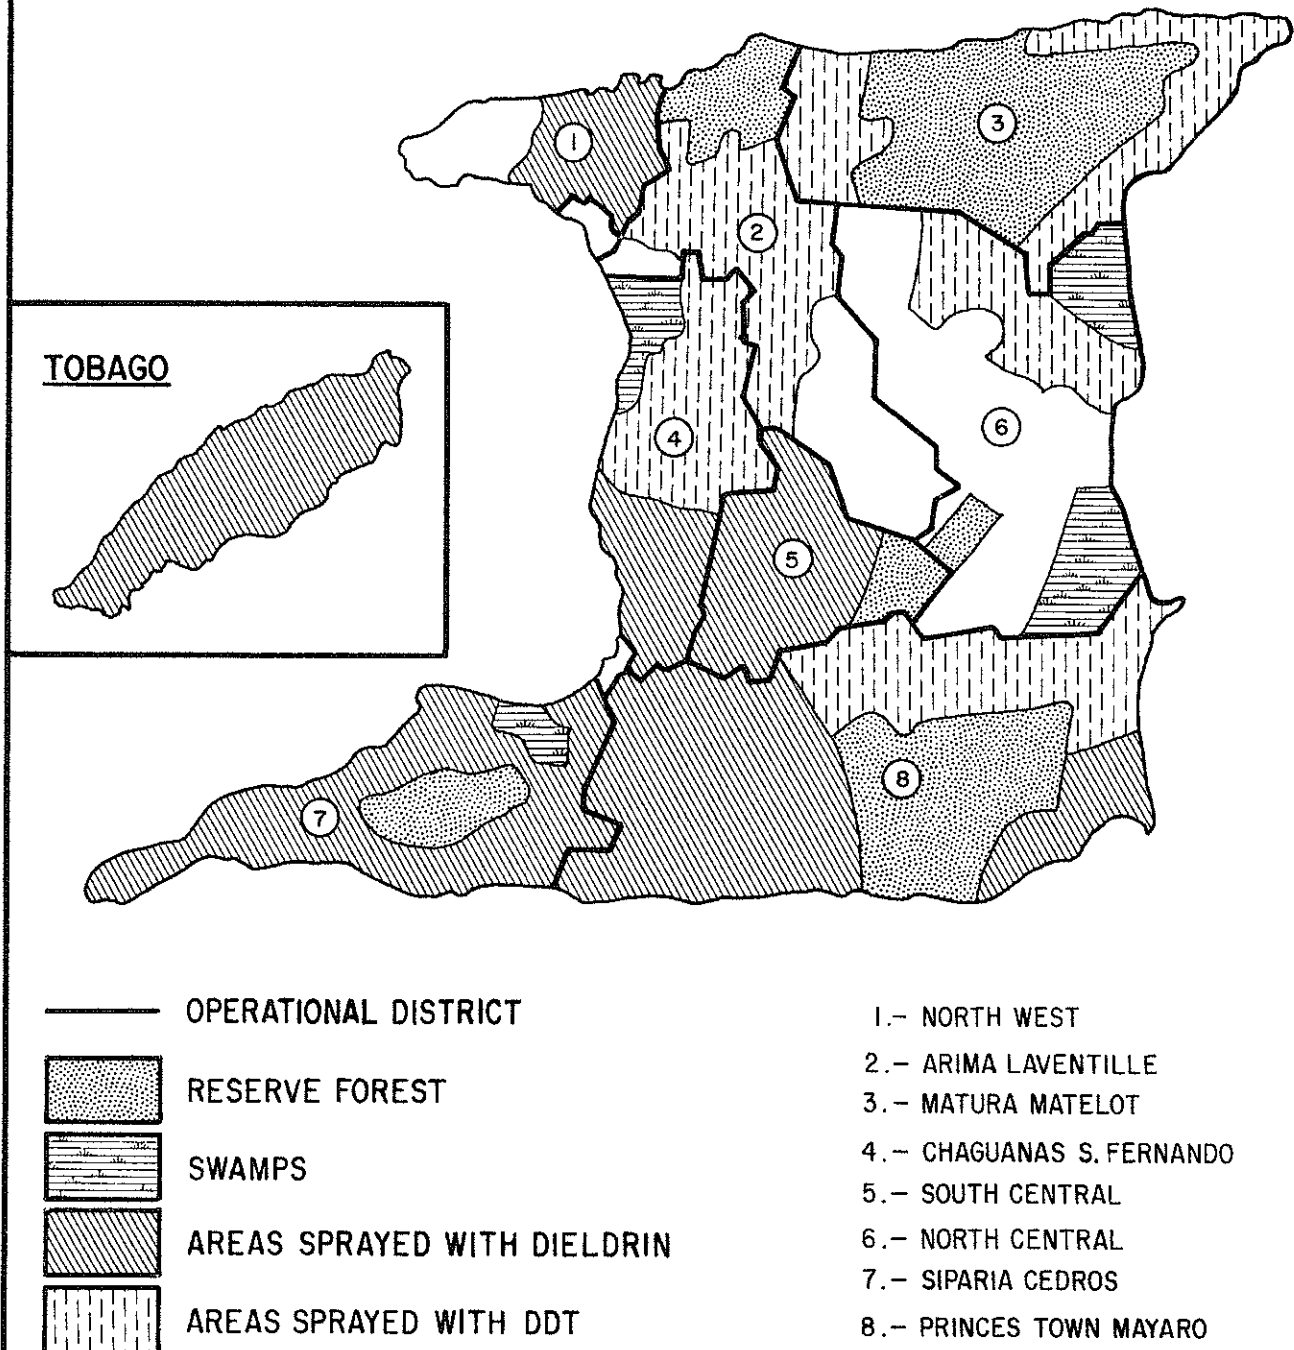 1
3
2
TOBAGO
4
6
5
8
7
OPERATIONAL DISTRICT
RESERVE FOREST
SWAMPS
AREAS SPRAYED WITH DIELDRIN
AREAS SPRAYED WITH DDT
1.- NORTH WEST
2.- ARIMA LAVENTILLE
3.- MATURA MATELOT
4.- CHAGUANAS S. FERNANDO
5.- SOUTH CENTRAL
6.- NORTH CENTRAL
7.- SIPARIA CEDROS
8.- PRINCES TOWN MAYARO